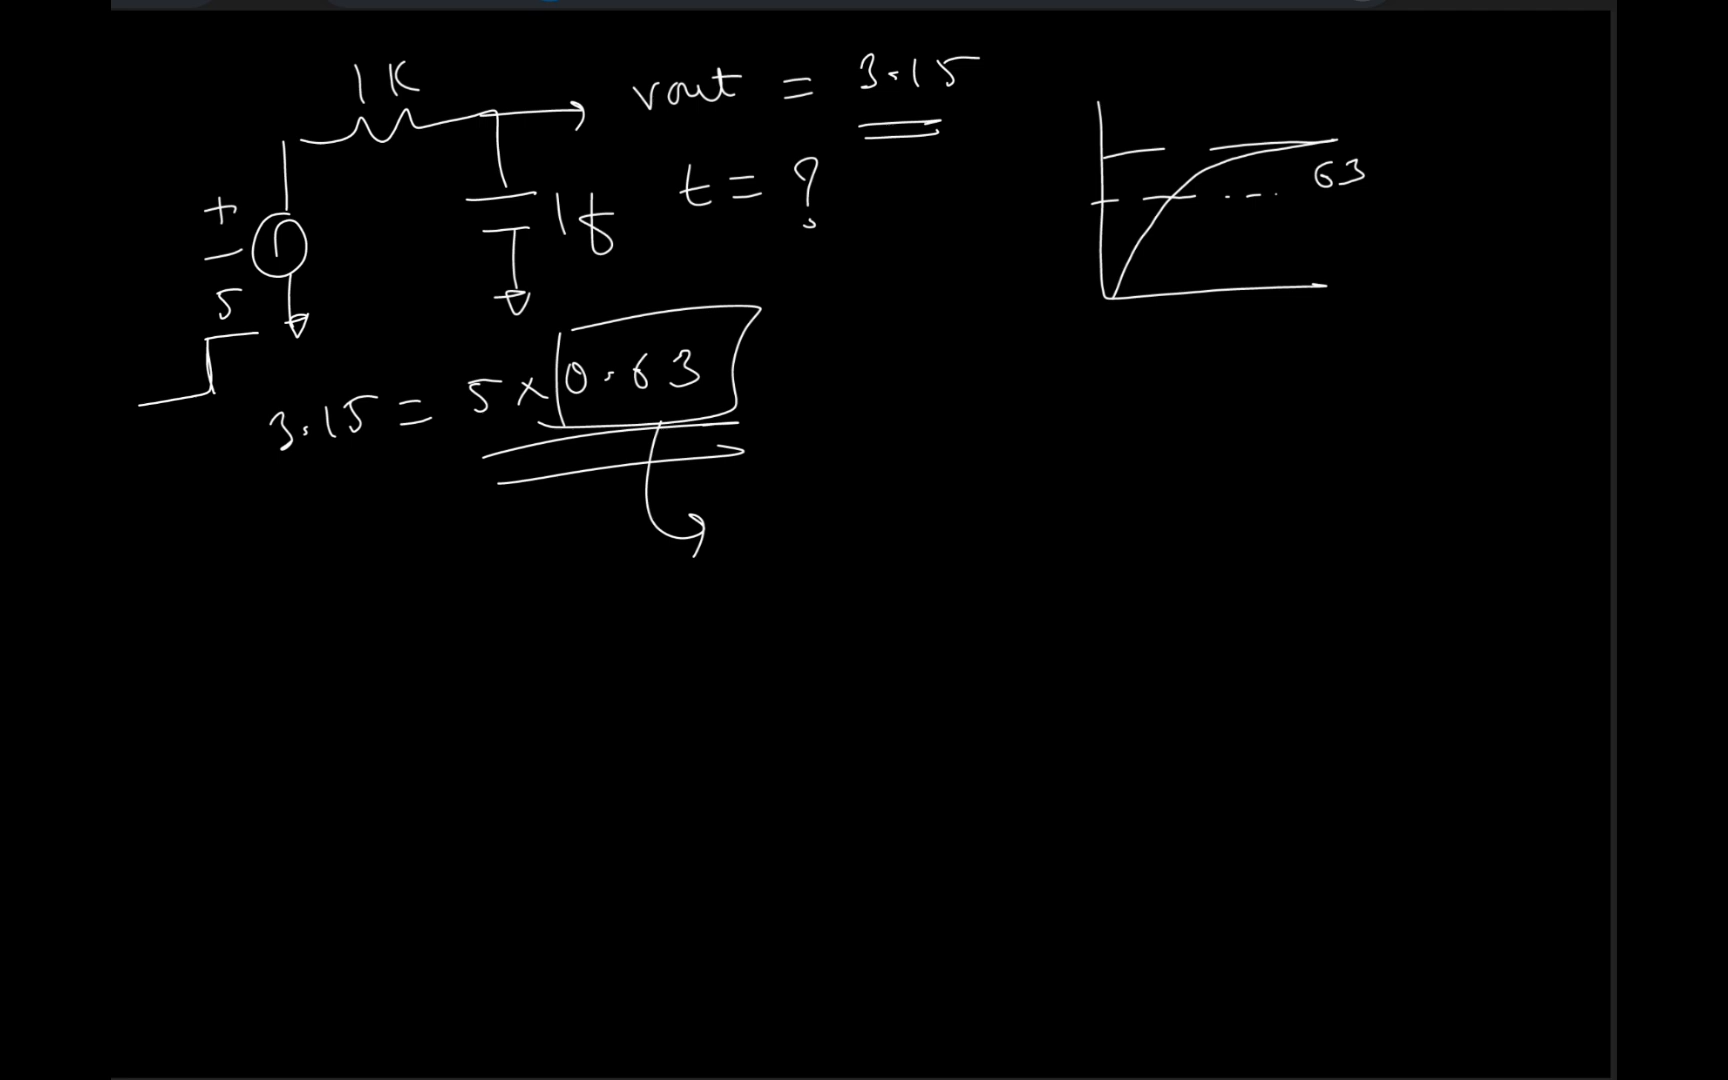 1K
vout = 3.15
63
t = ?
+
-
1f
5
3.15 = 5 × 0.63